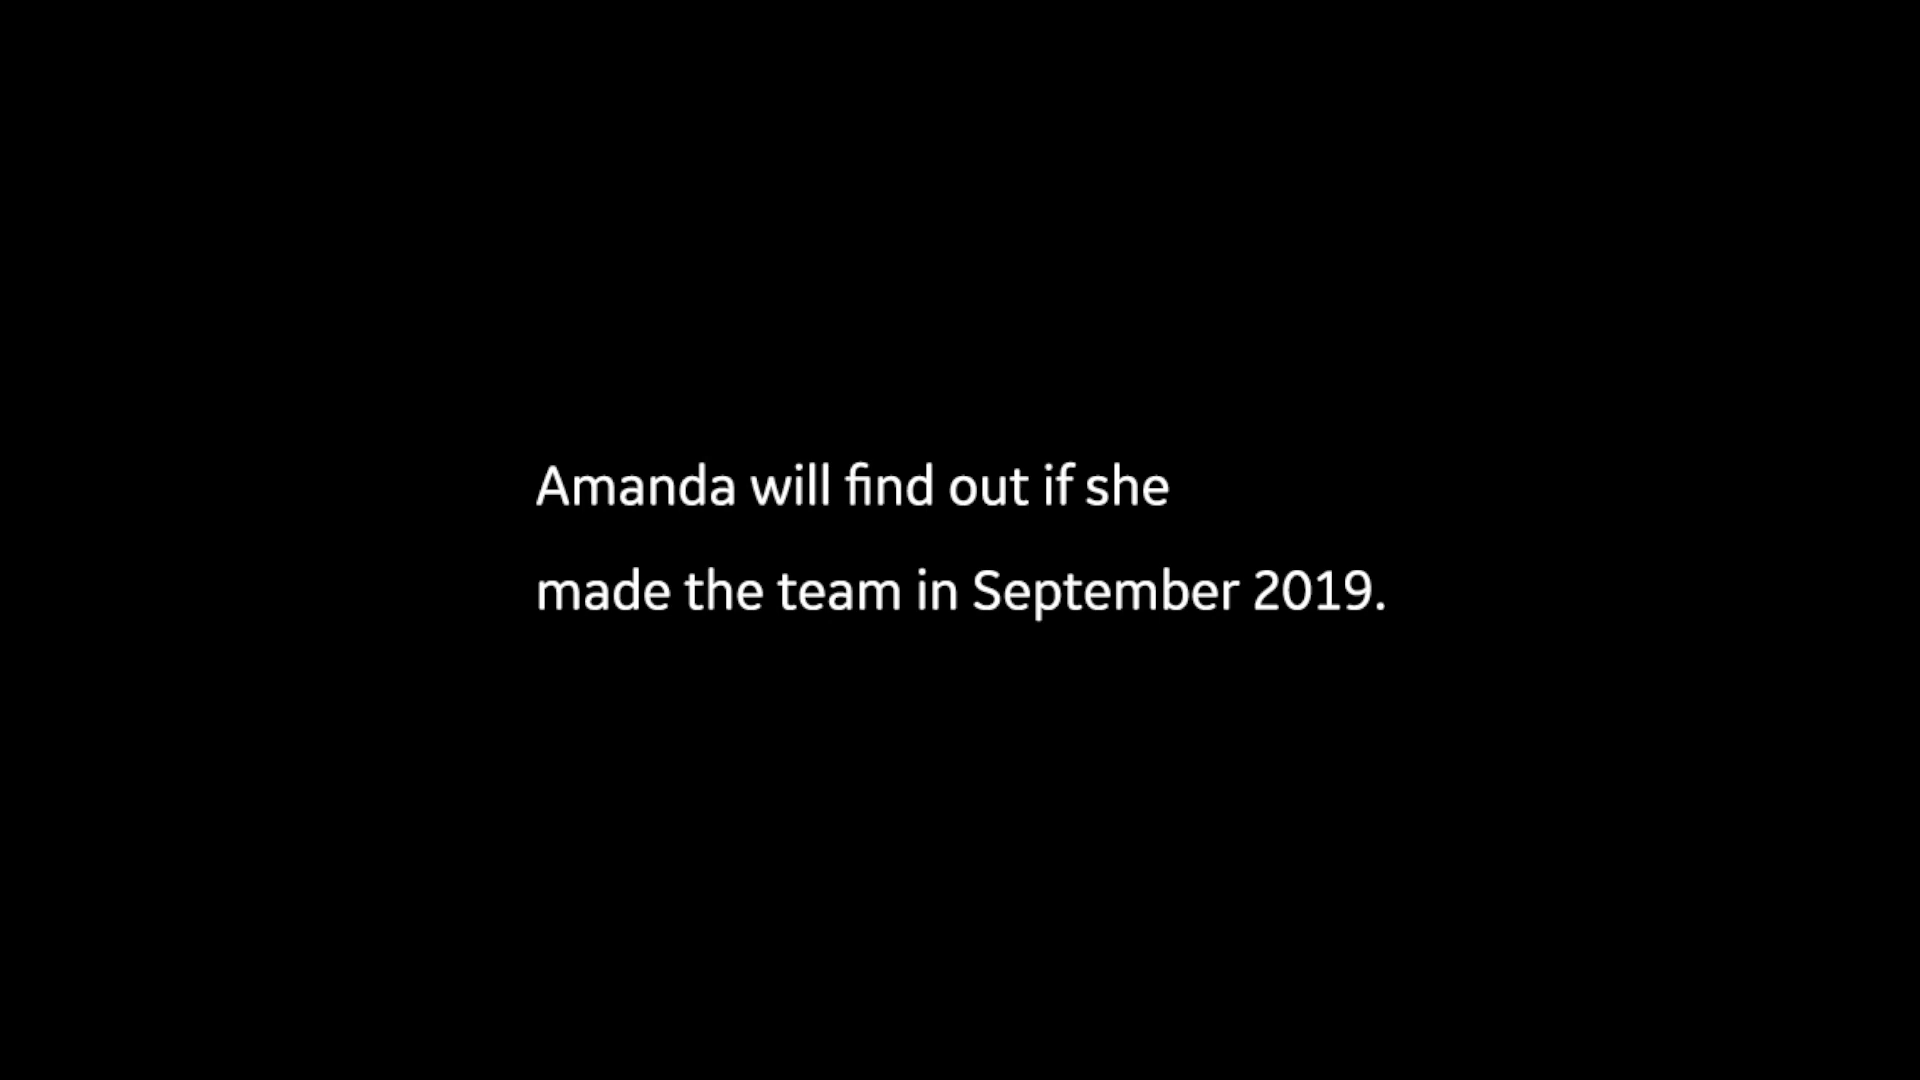 Amanda will find out if she
made the team in September 2019.